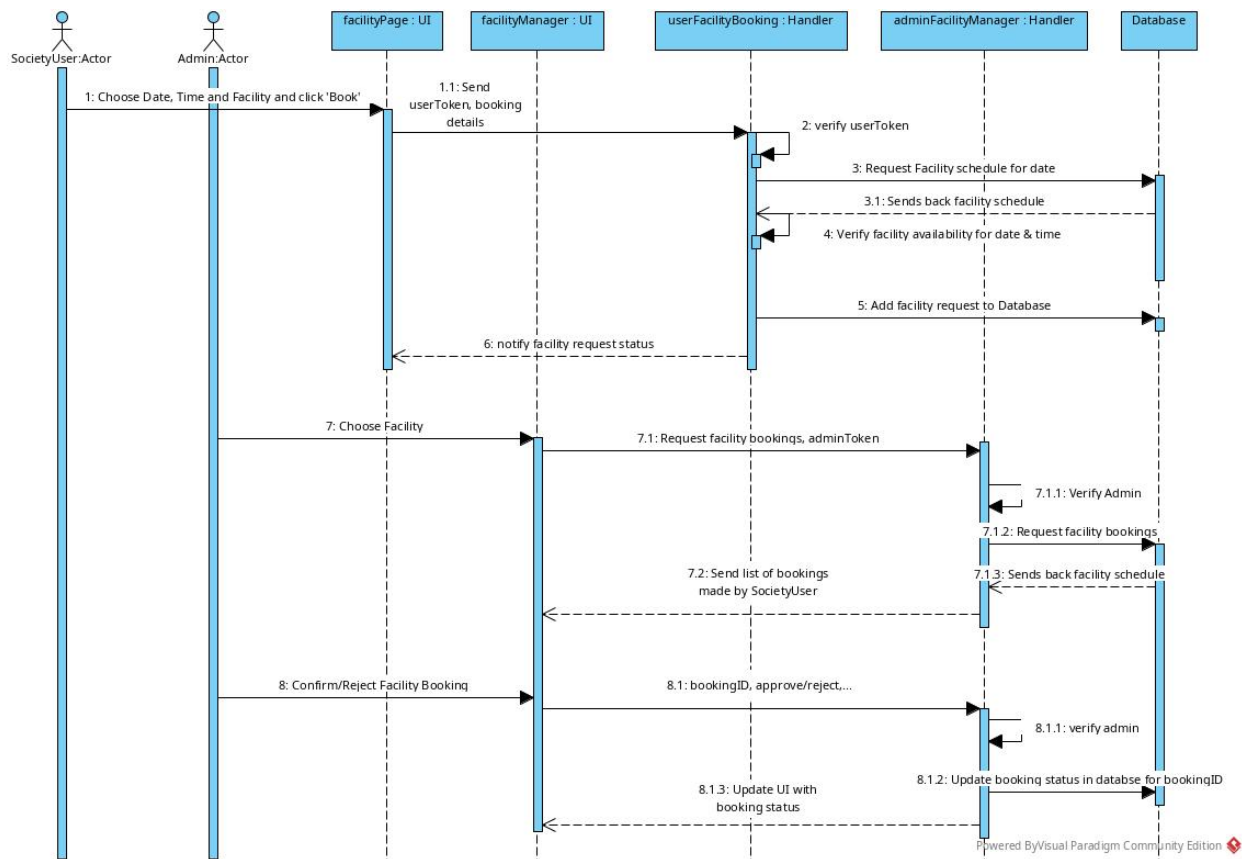 facilityPage : UI
facilityManager : UI
userFacilityBooking : Handler
adminFacilityManager : Handler
Database
SocietyUser:Actor
Admin:Actor
1: Choose Date, Time and Facility and click 'Book'
1.1: Send
userToken, booking
details
2: verify userToken
3: Request Facility schedule for date
3.1: Sends back facility schedule
4: Verify facility availability for date & time
5: Add facility request to Database
6: notify facility request status
7: Choose Facility
7.1: Request facility bookings, adminToken
7.1.1: Verify Admin
7.1.2: Request facility bookings
7.1.3: Sends back facility schedule
7.2: Send list of bookings
made by SocietyUser
8: Confirm/Reject Facility Booking
8.1: bookingID, approve/reject,...
8.1.1: verify admin
8.1.2: Update booking status in databse for bookingID
8.1.3: Update UI with
booking status
Powered ByVisual Paradigm Community Edition